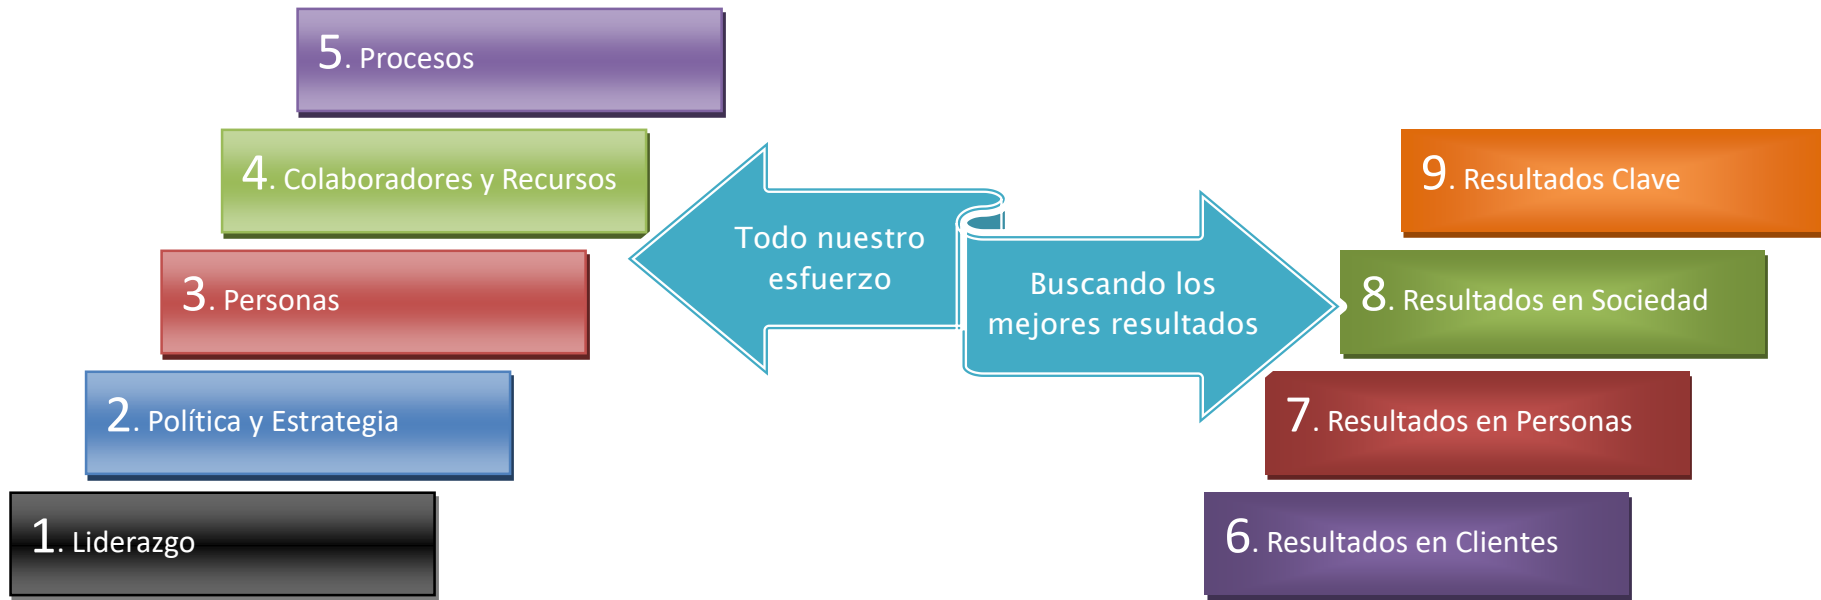 5. Procesos
4. Colaboradores y Recursos
3. Personas
2. Política y Estrategia
1. Liderazgo
Todo nuestro
esfuerzo
Buscando los
mejores resultados
9. Resultados Clave
8. Resultados en Sociedad
7. Resultados en Personas
6. Resultados en Clientes